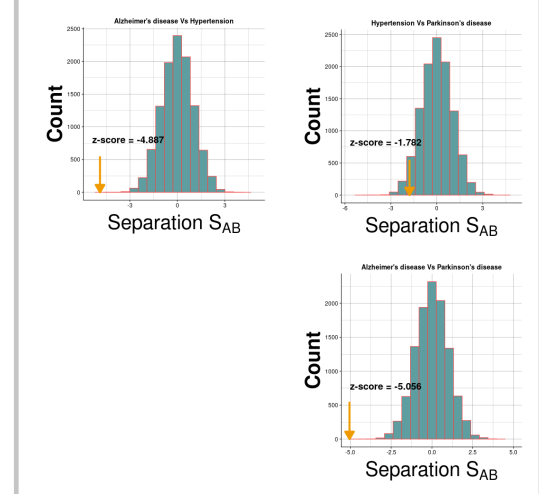 Alzheimer's disease Vs Hypertension
2500
2000
1500
1000
500
0
Count
z-score = -4.887
-3 0 3
Separation S_AB
Hypertension Vs Parkinson's disease
2500
2000
1500
1000
500
0
Count
z-score = -1.782
-6 -3 0 3
Separation S_AB
Alzheimer's disease Vs Parkinson's disease
2000
1500
1000
500
0
Count
z-score = -5.056
-5.0 -2.5 0.0 2.5 5.0
Separation S_AB